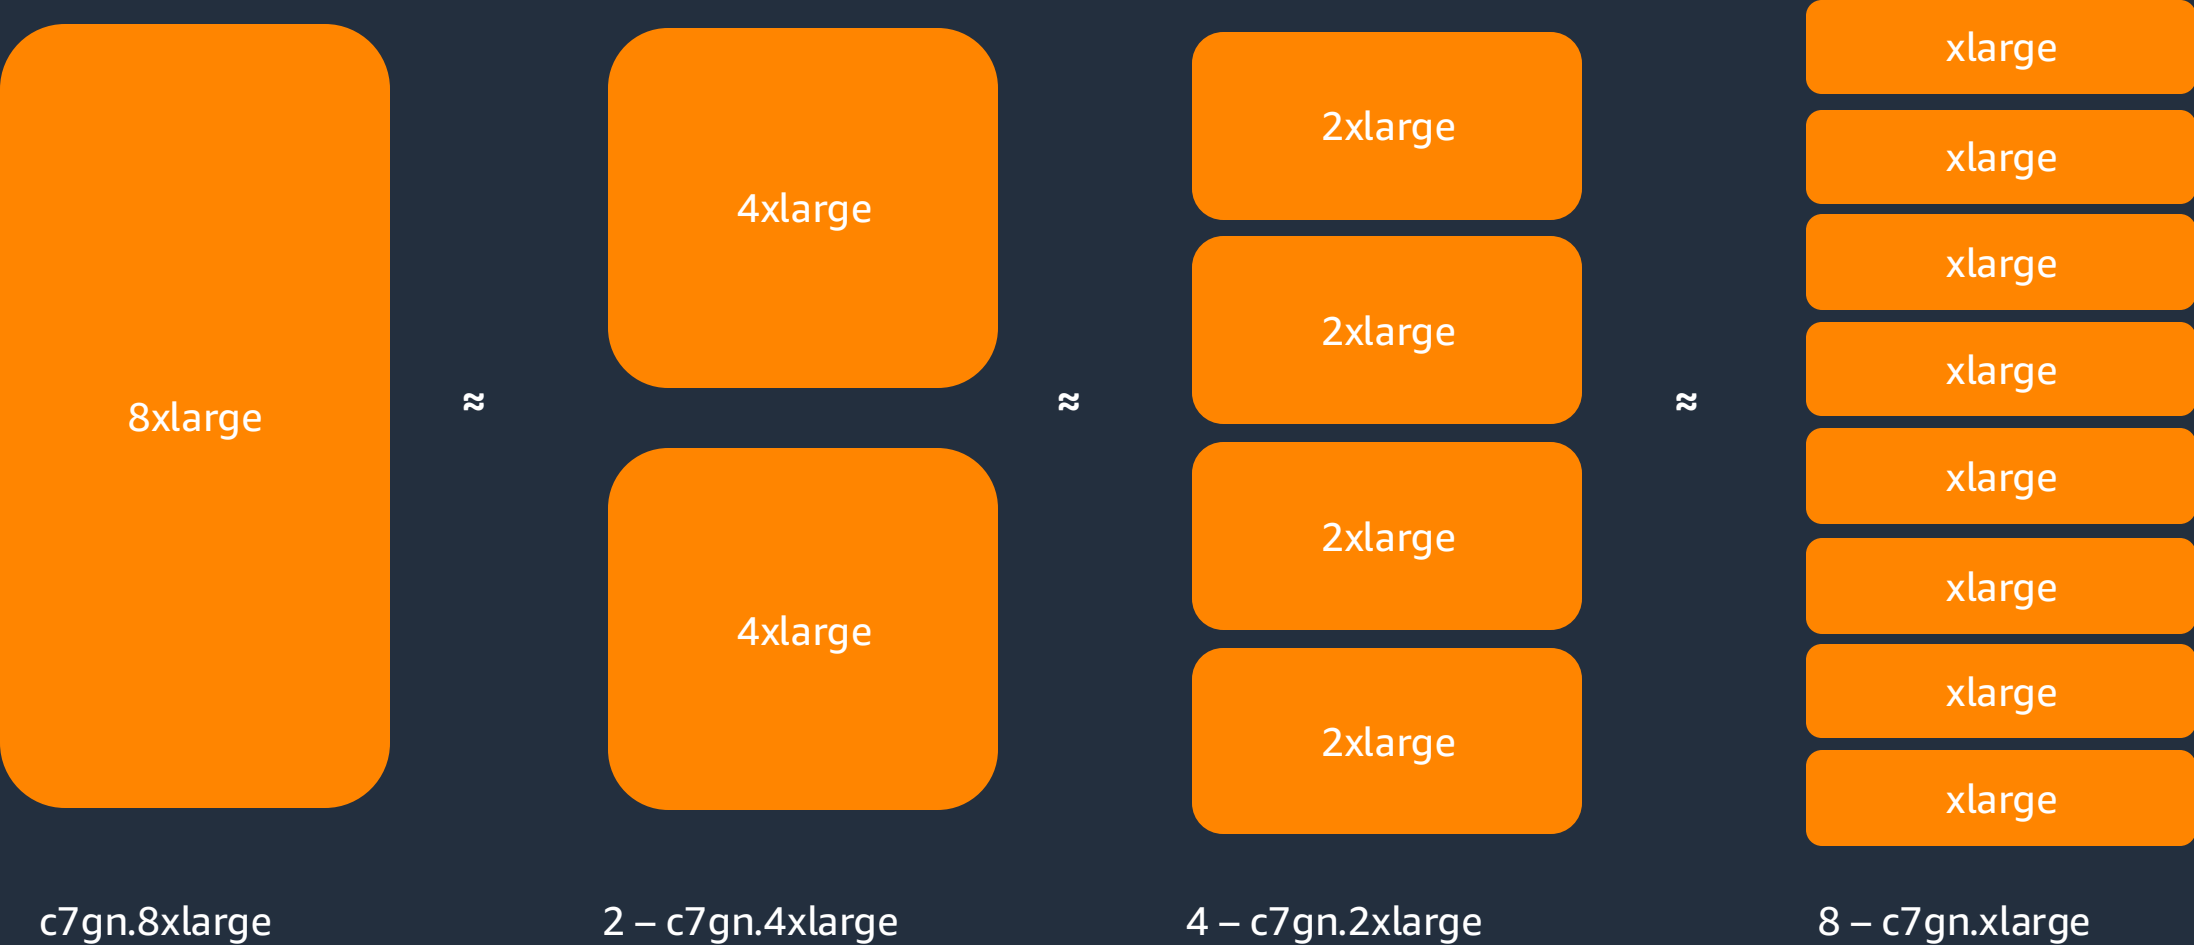 8xlarge
≈
4xlarge
4xlarge
≈
2xlarge
2xlarge
2xlarge
2xlarge
≈
xlarge
xlarge
xlarge
xlarge
xlarge
xlarge
xlarge
xlarge
c7gn.8xlarge
2 – c7gn.4xlarge
4 – c7gn.2xlarge
8 – c7gn.xlarge